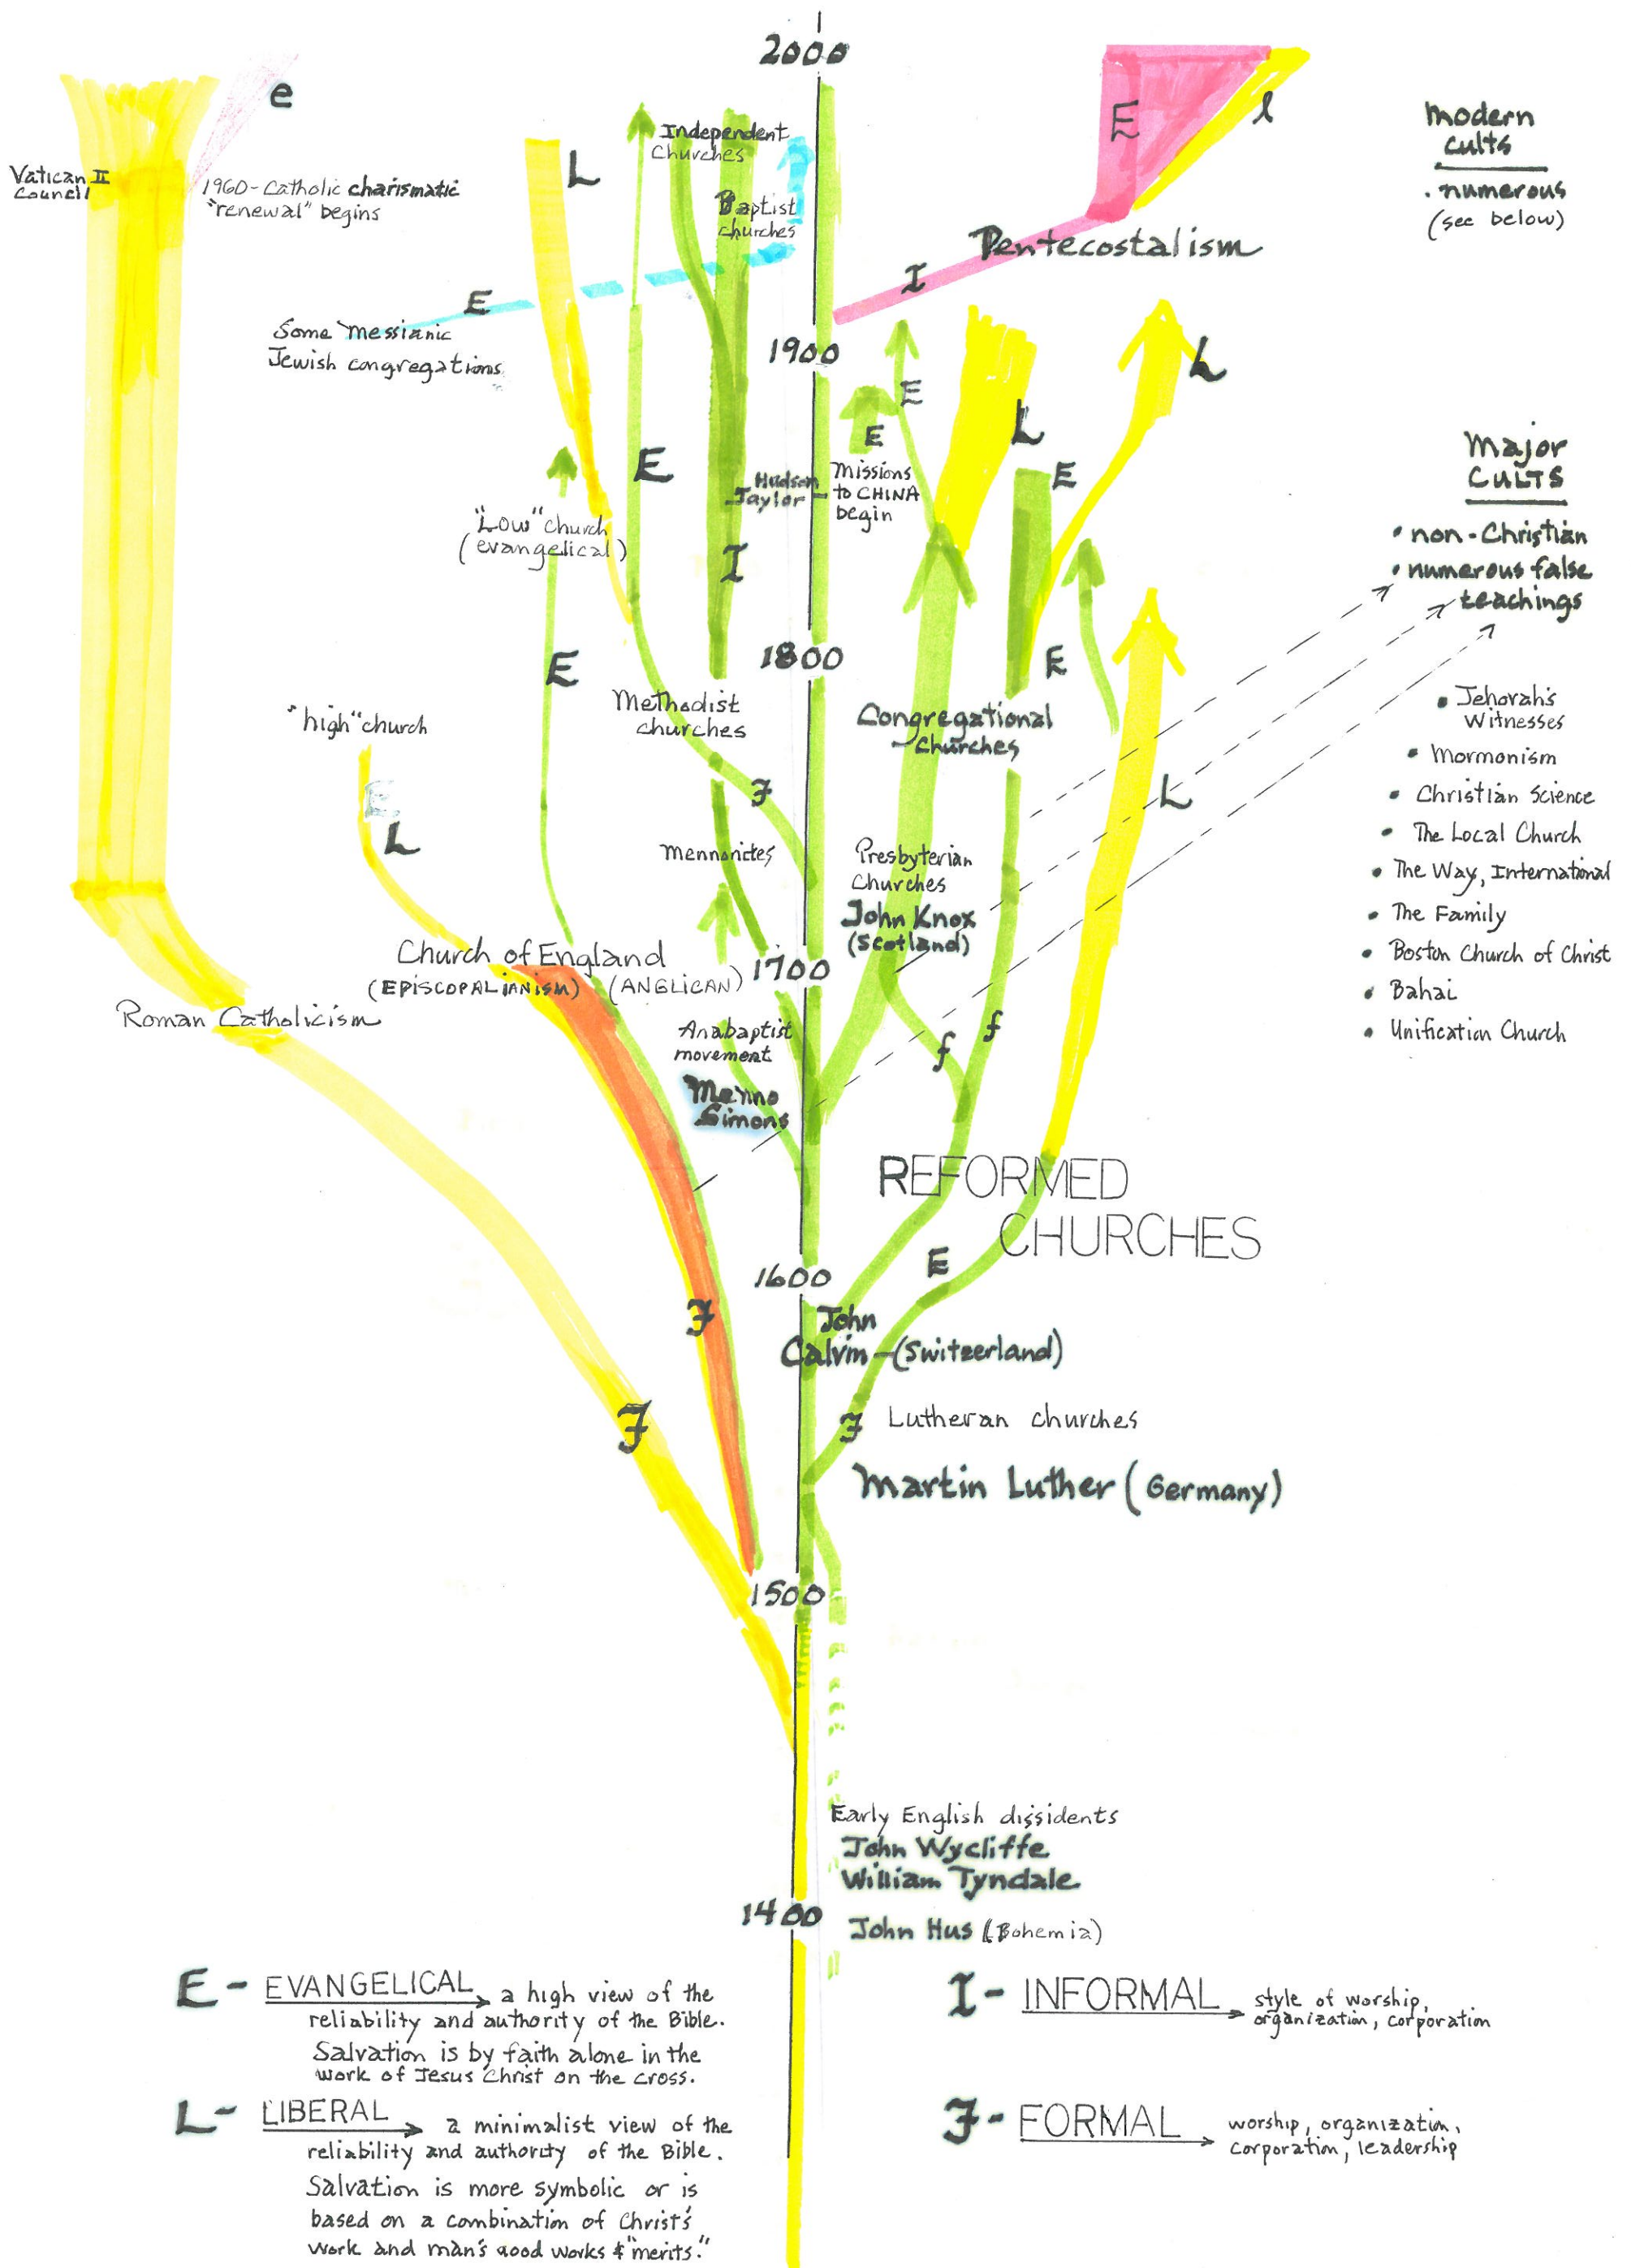 2000
e
E
l
Modern
cults
. numerous
(see below)
Vatican II
Council
1960 - Catholic charismatic
"renewal" begins
L
Independent
Churches
Baptist
churches
Pentecostalism
I
E
Some Messianic
Jewish congregations
1900
L
E
L
E
Major
CULTS
• non-Christian
• numerous false
teachings
E
E
Hudson
Taylor
Missions
to CHINA
begin
"Low" church
(evangelical)
I
1800
E
E
Methodist
churches
"high" church
Congregational
Churches
• Jehovah's
Witnesses
• Mormonism
• Christian Science
• The Local Church
• The Way, International
• The Family
• Boston Church of Christ
• Bahai
• Unification Church
E
L
F
L
Mennonites
Presbyterian
Churches
John Knox
(Scotland)
Church of England
(EPISCOPALIANISM) (ANGLICAN)
1700
Roman Catholicism
Anabaptist
movement
Menno
Simons
f
f
REFORMED
CHURCHES
E
1600
F
John
Calvin - (Switzerland)
F
F
Lutheran churches
Martin Luther (Germany)
1500
Early English dissidents
John Wycliffe
William Tyndale
1400
John Hus (Bohemia)
E - EVANGELICAL a high view of the
reliability and authority of the Bible.
Salvation is by faith alone in the
work of Jesus Christ on the cross.
L - LIBERAL a minimalist view of the
reliability and authority of the Bible.
Salvation is more symbolic or is
based on a combination of Christ's
work and man's good works & "merits."
I - INFORMAL style of worship,
organization, corporation
F - FORMAL worship, organization,
corporation, leadership